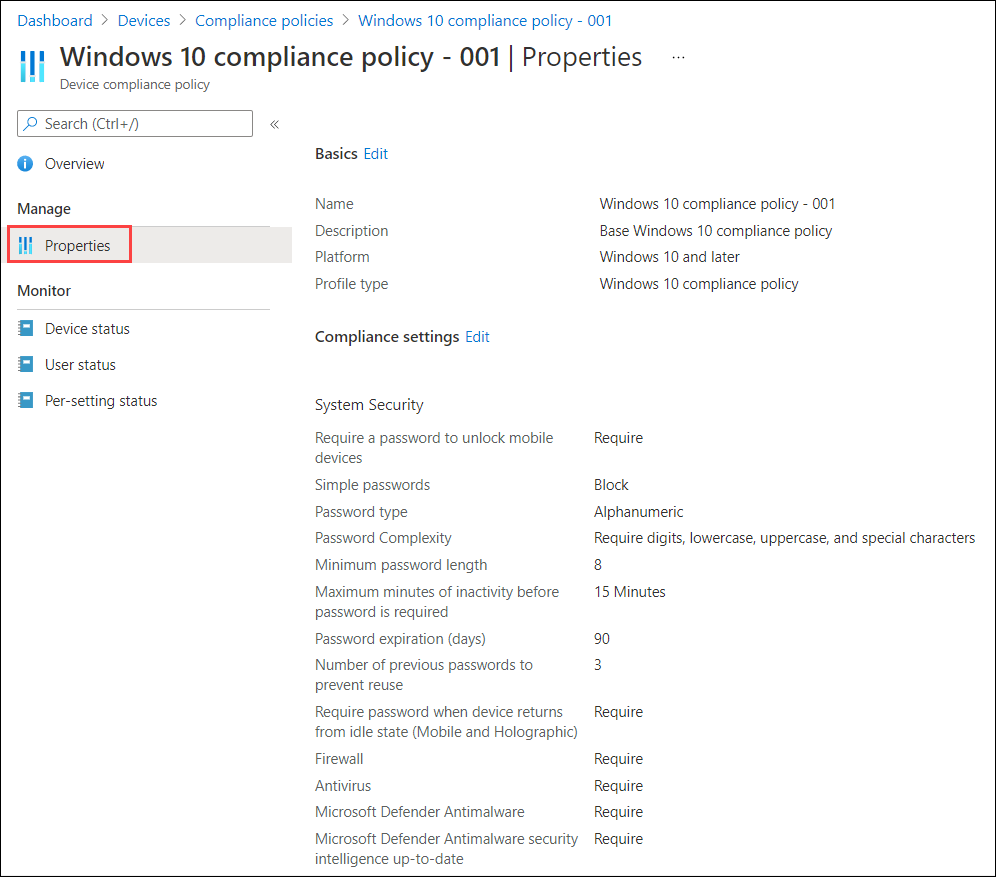 Dashboard > Devices > Compliance policies > Windows 10 compliance policy - 001
Windows 10 compliance policy - 001 | Properties ...
Device compliance policy
Search (Ctrl+/) «
Overview
Manage
Properties
Monitor
Device status
User status
Per-setting status
Basics Edit
Name Windows 10 compliance policy - 001
Description Base Windows 10 compliance policy
Platform Windows 10 and later
Profile type Windows 10 compliance policy
Compliance settings Edit
System Security
Require a password to unlock mobile Require
devices
Simple passwords Block
Password type Alphanumeric
Password Complexity Require digits, lowercase, uppercase, and special characters
Minimum password length 8
Maximum minutes of inactivity before 15 Minutes
password is required
Password expiration (days) 90
Number of previous passwords to 3
prevent reuse
Require password when device returns Require
from idle state (Mobile and Holographic)
Firewall Require
Antivirus Require
Microsoft Defender Antimalware Require
Microsoft Defender Antimalware security Require
intelligence up-to-date